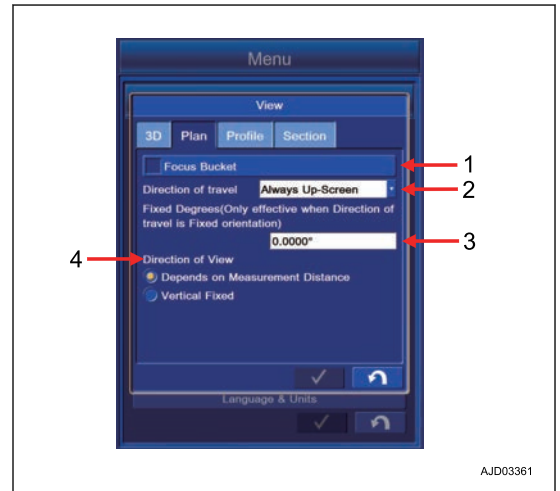 Menu
View
3D Plan Profile Section
Focus Bucket
1
Direction of travel Always Up-Screen
2
Fixed Degrees(Only effective when Direction of
travel is Fixed orientation)
0.0000°
3
4
Direction of View
Depends on Measurement Distance
Vertical Fixed
Language & Units
AJD03361